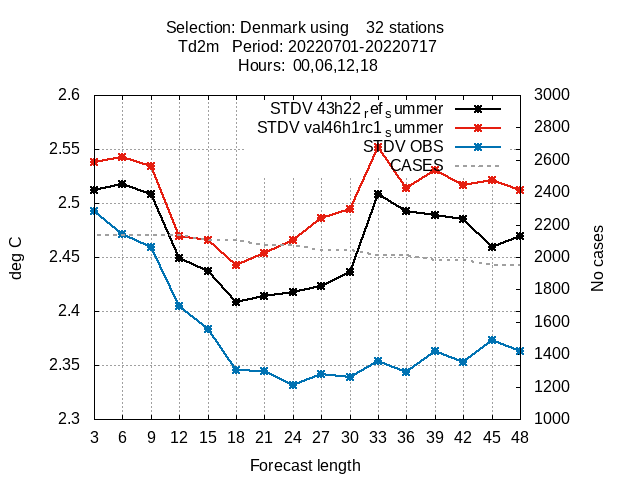 Selection: Denmark using 32 stations
Td2m Period: 20220701-20220717
Hours: 00,06,12,18
STDV 43h22ref_summer
STDV val46h1rc1_summer
STDV OBS
CASES
2.6
2.55
2.5
2.45
2.4
2.35
2.3
deg C
3000
2800
2600
2400
2200
2000
1800
1600
1400
1200
1000
No cases
3 6 9 12 15 18 21 24 27 30 33 36 39 42 45 48
Forecast length